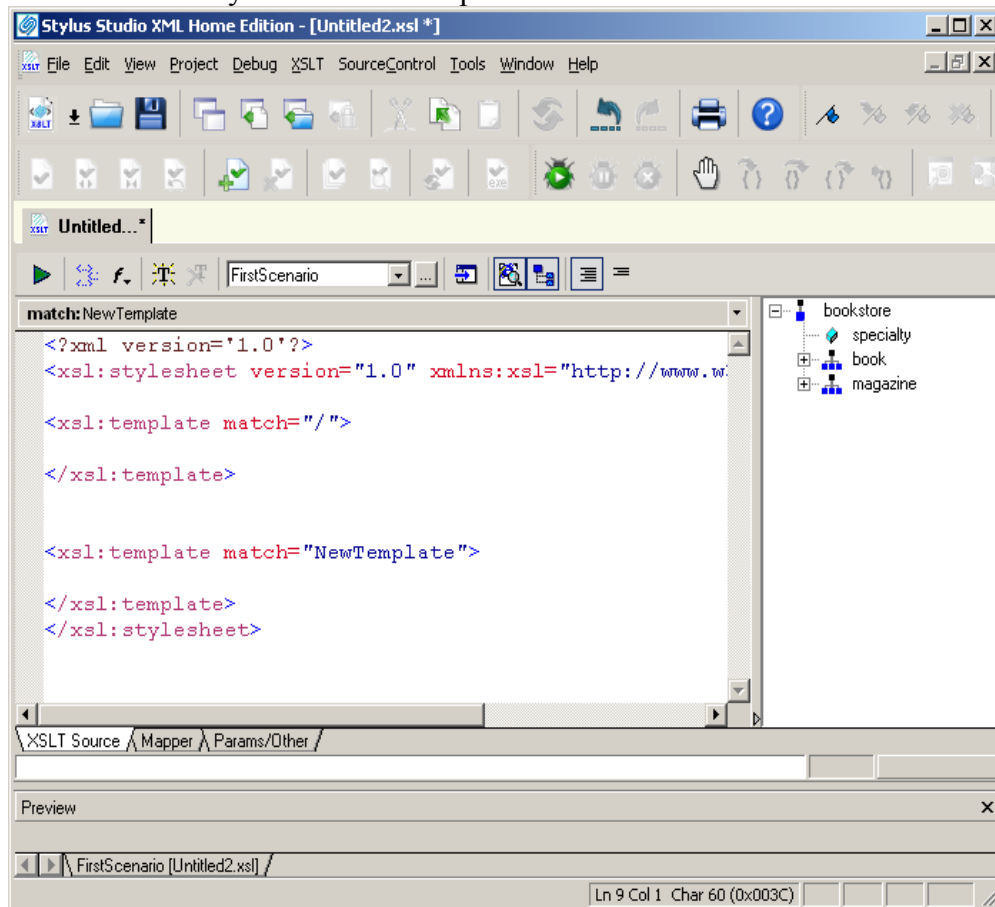 Stylus Studio XML Home Edition - [Untitled2.xsl *]
File Edit View Project Debug XSLT SourceControl Tools Window Help
Untitled...*
FirstScenario
match: NewTemplate
<?xml version='1.0'?>
<xsl:stylesheet version="1.0" xmlns:xsl="http://www.w
<xsl:template match="/">
</xsl:template>
<xsl:template match="NewTemplate">
</xsl:template>
</xsl:stylesheet>
bookstore
specialty
book
magazine
XSLT Source Mapper Params/Other
Preview
FirstScenario [Untitled2.xsl]
Ln 9 Col 1 Char 60 (0x003C)